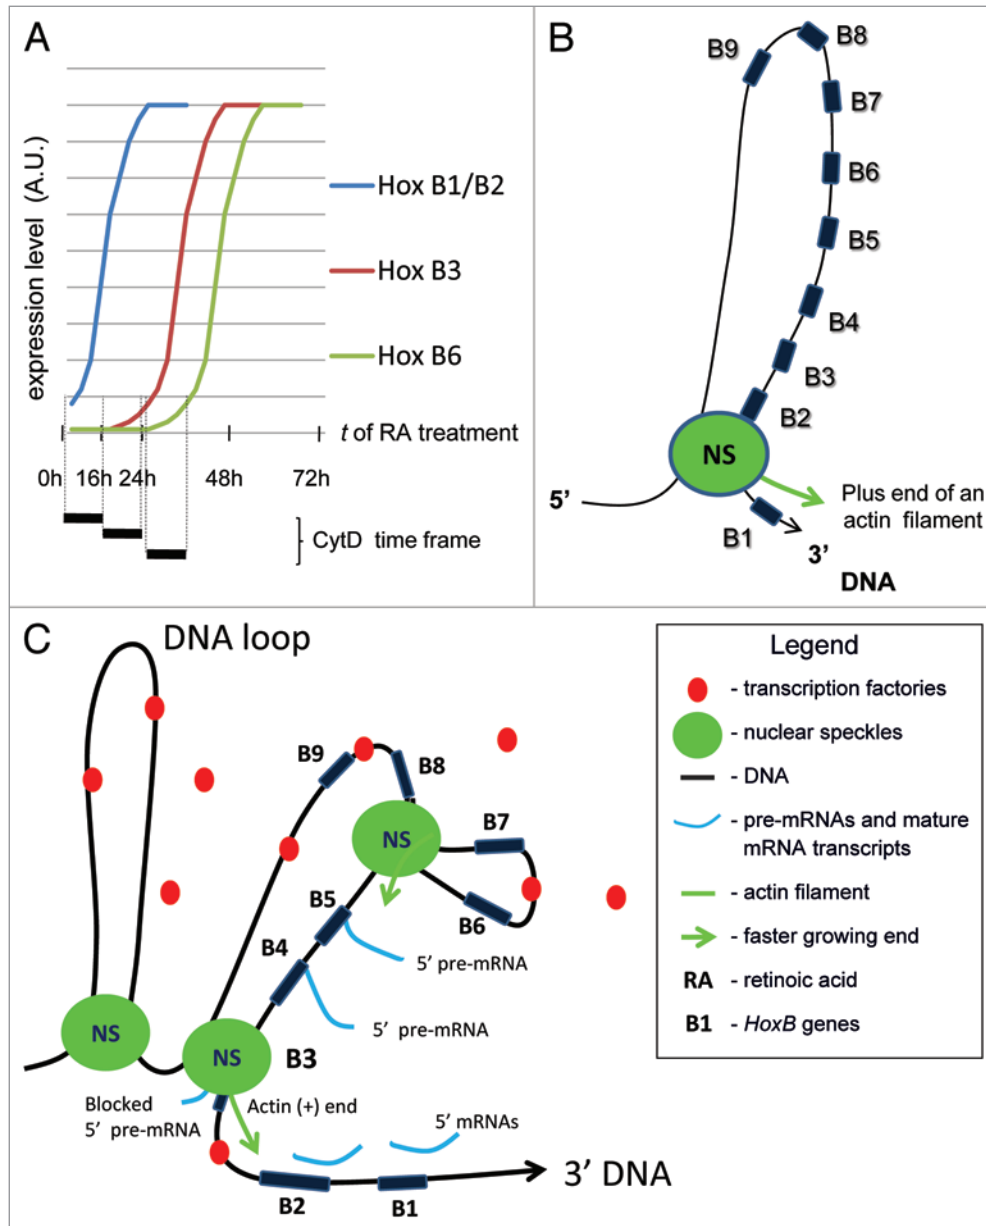 A
expression level (A.U.)
Hox B1/B2
Hox B3
Hox B6
t of RA treatment
0h 16h 24h 48h 72h
CytD time frame
B
B9
B8
B7
B6
B5
B4
B3
B2
NS
5'
Plus end of an
actin filament
B1
3'
DNA
C
DNA loop
B9
B8
NS
B7
B6
B5
5' pre-mRNA
B4
5' pre-mRNA
NS
NS
B3
Blocked
5' pre-mRNA
Actin (+) end
5' mRNAs
B2
B1
3' DNA
Legend
- transcription factories
NS
- nuclear speckles
- DNA
- pre-mRNAs and mature
mRNA transcripts
- actin filament
- faster growing end
RA - retinoic acid
B1 - HoxB genes